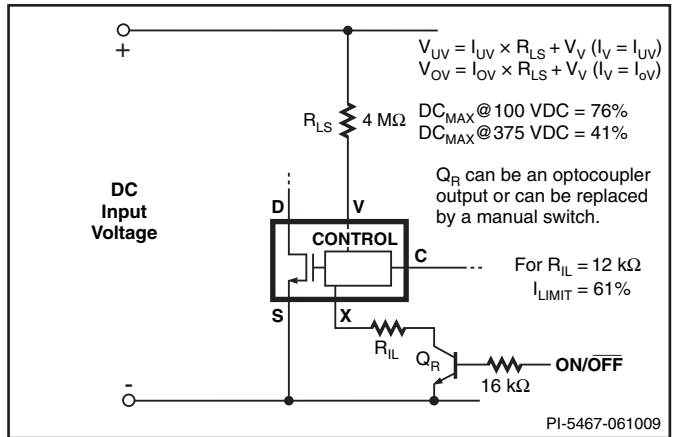 +
V_UV = I_UV × R_LS + V_V (I_V = I_UV)
V_OV = I_OV × R_LS + V_V (I_V = I_oV)
R_LS 4 MΩ
DC_MAX@100 VDC = 76%
DC_MAX@375 VDC = 41%
Q_R can be an optocoupler
output or can be replaced
by a manual switch.
DC
Input
Voltage
D V
CONTROL
C
For R_IL = 12 kΩ
I_LIMIT = 61%
S X
R_IL
Q_R
16 kΩ
ON/O̅F̅F̅
-
PI-5467-061009